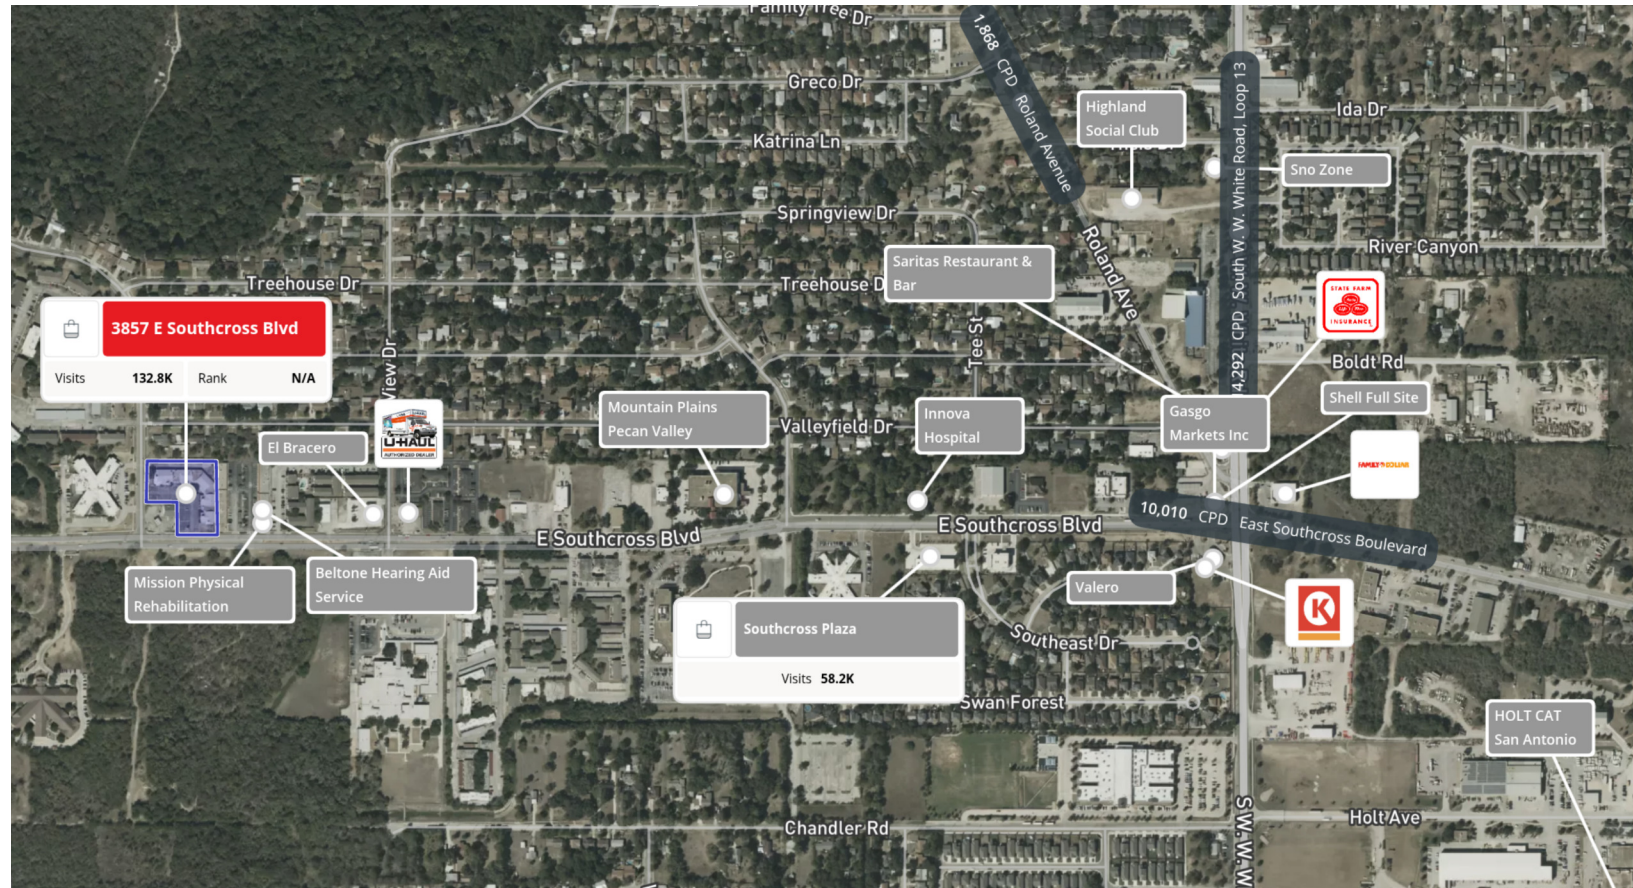 Family Tree Dr
1,868 CPD Roland Avenue
Greco Dr
Highland
Social Club
Ida Dr
Katrina Ln
Sno Zone
4,292 CPD South W. W. White Road, Loop 13
Springview Dr
Roland Ave
River Canyon
Saritas Restaurant &
Bar
Treehouse Dr
Treehouse D
STATE FARM
INSURANCE
3857 E Southcross Blvd
Visits 132.8K Rank N/A
View Dr
Tree St
Boldt Rd
Shell Full Site
Mountain Plains
Pecan Valley
Innova
Hospital
Gasgo
Markets Inc
Valleyfield Dr
U-HAUL
AUTHORIZED DEALER
El Bracero
FAMILY DOLLAR
10,010 CPD East Southcross Boulevard
E Southcross Blvd
E Southcross Blvd
Mission Physical
Rehabilitation
Beltone Hearing Aid
Service
Valero
K
Southcross Plaza
Visits 58.2K
Southeast Dr
Swan Forest
HOLT CAT
San Antonio
Chandler Rd
Holt Ave
S W.W. W